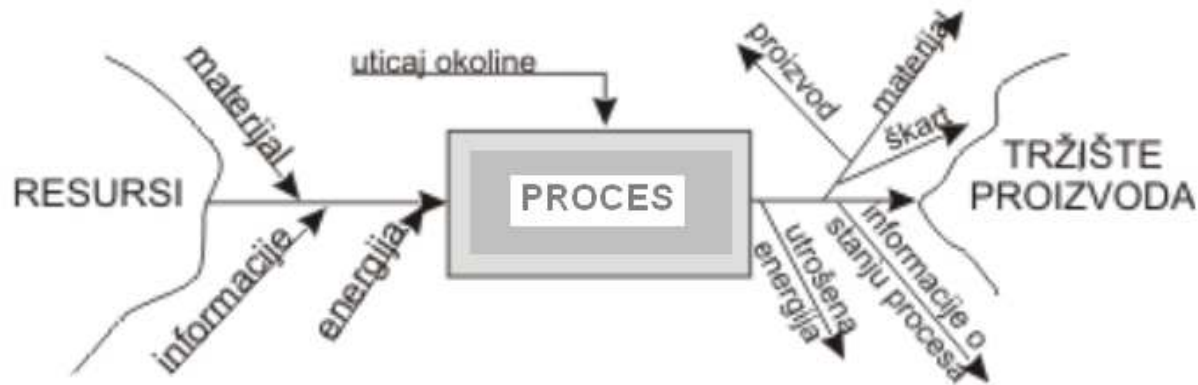 RESURSI
materijal
informacije
energija
uticaj okoline
PROCES
proizvod
materijal
škart
utrošena
energija
informacije o
stanju procesa
TRŽIŠTE
PROIZVODA